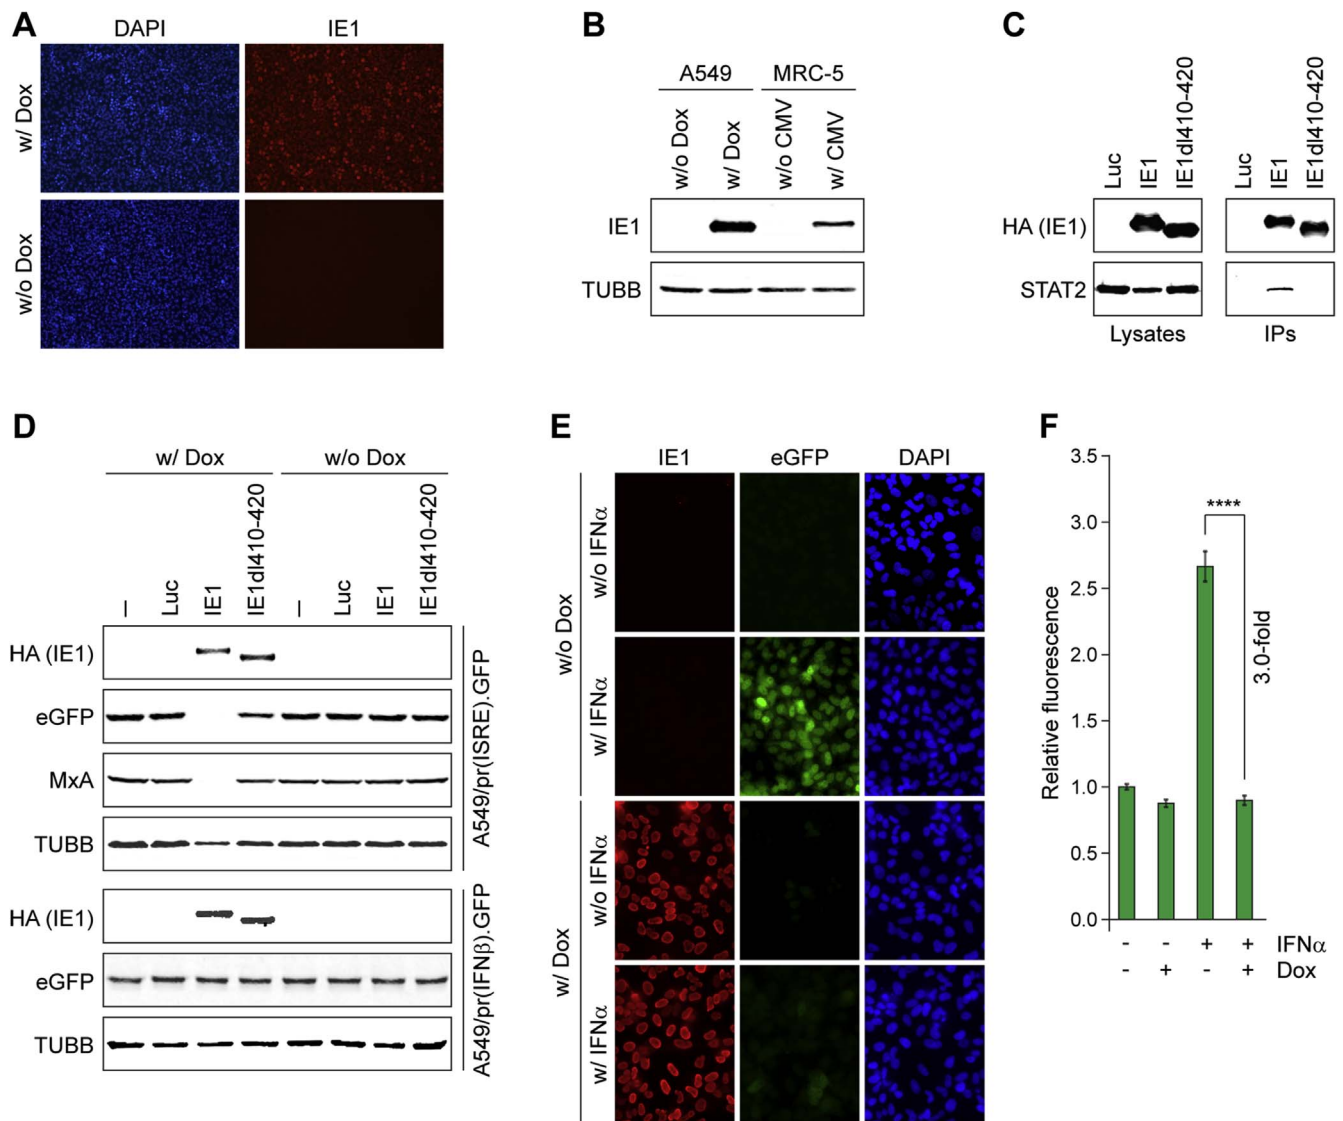 A
DAPI
IE1
w/ Dox
w/o Dox
B
A549
MRC-5
w/o Dox
w/ Dox
w/o CMV
w/ CMV
IE1
TUBB
C
Luc
IE1
IE1dl410-420
Luc
IE1
IE1dl410-420
HA (IE1)
STAT2
Lysates
IPs
D
w/ Dox
w/o Dox
–
Luc
IE1
IE1dl410-420
–
Luc
IE1
IE1dl410-420
HA (IE1)
eGFP
MxA
TUBB
A549/pr(ISRE).GFP
HA (IE1)
eGFP
TUBB
A549/pr(IFNβ).GFP
E
IE1
eGFP
DAPI
w/o Dox
w/o IFNα
w/ IFNα
w/ Dox
w/o IFNα
w/ IFNα
F
Relative fluorescence
3.5
3.0
2.5
2.0
1.5
1.0
0.5
0.0
****
3.0-fold
- - + + IFNα
- + - + Dox